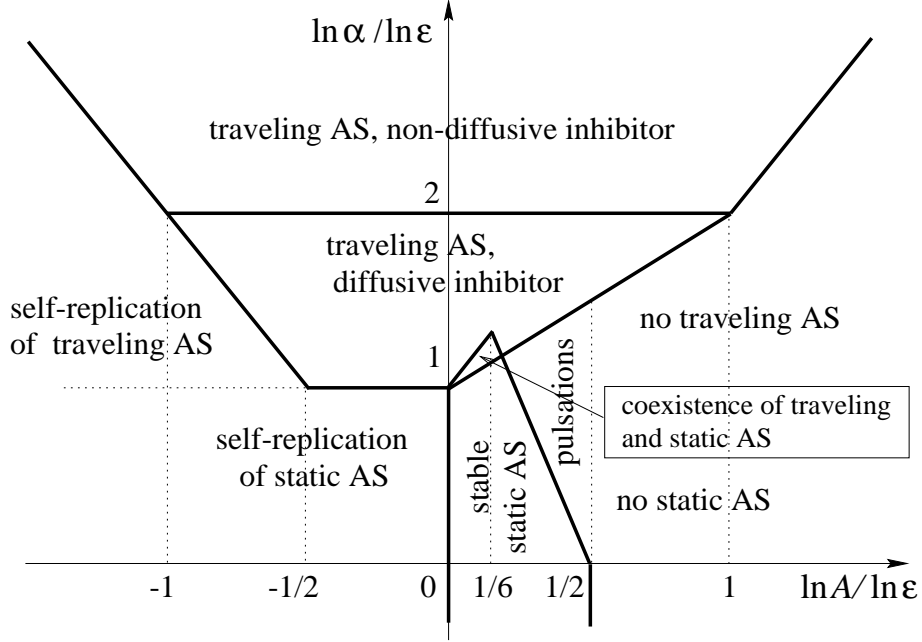 ln α / ln ε
traveling AS, non-diffusive inhibitor
2
traveling AS,
diffusive inhibitor
self-replication
of traveling AS
no traveling AS
1
pulsations
coexistence of traveling
and static AS
self-replication
of static AS
stable
static AS
no static AS
-1
-1/2
0
1/6
1/2
1
ln A / ln ε